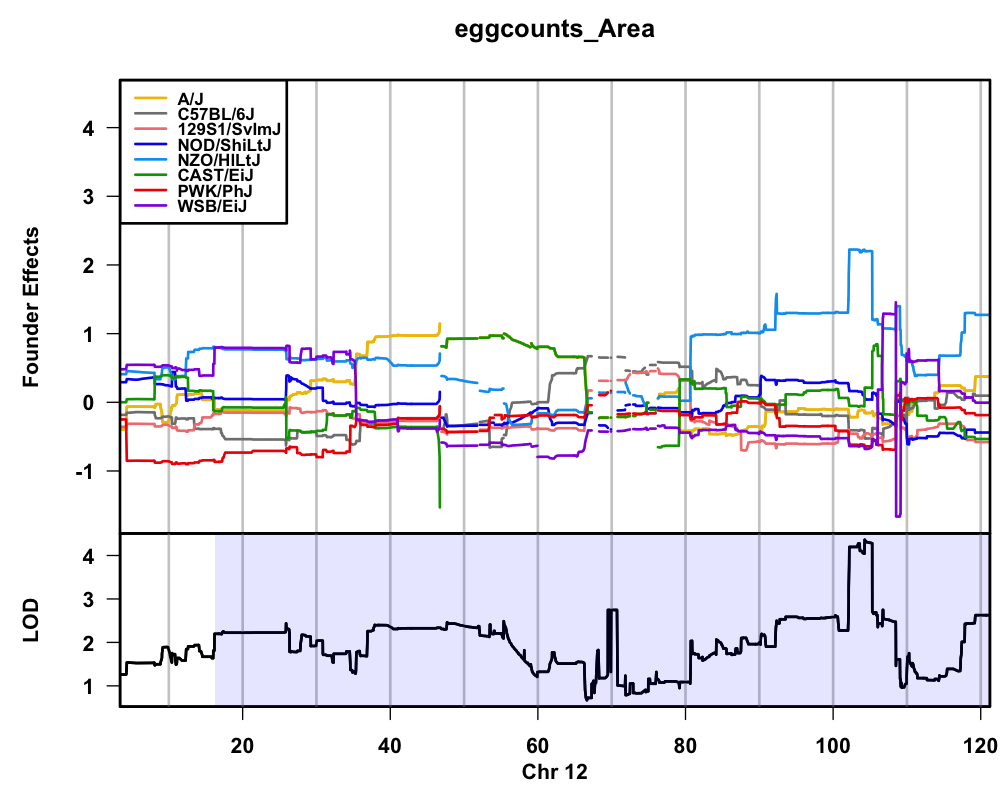 eggcounts_Area
A/J
C57BL/6J
129S1/SvImJ
NOD/ShiLtJ
NZO/HlLtJ
CAST/EiJ
PWK/PhJ
WSB/EiJ
Founder Effects
4
3
2
1
0
-1
LOD
4
3
2
1
20 40 60 80 100 120
Chr 12